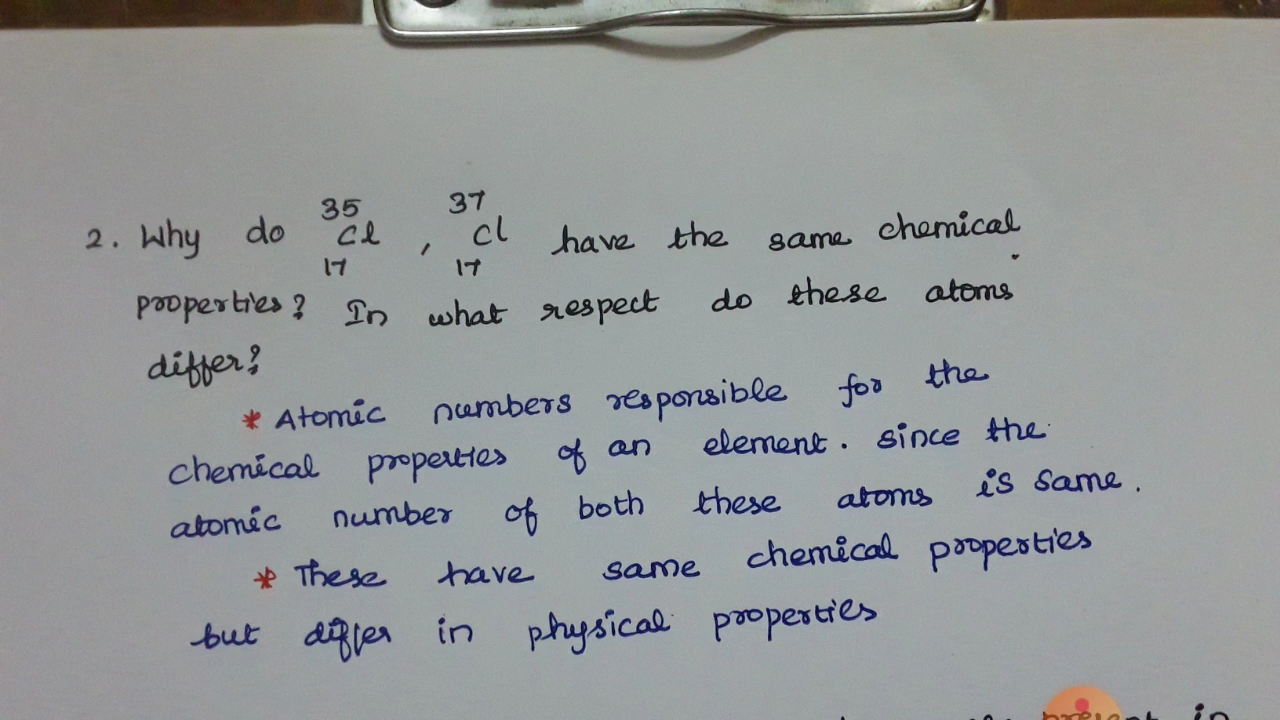 35 37
2. Why do Cl , Cl have the same chemical
17 17
properties? In what respect do these atoms
differ?
* Atomic numbers responsible for the
chemical properties of an element. since the
atomic number of both these atoms is same.
* These have same chemical properties
but differ in physical properties
in